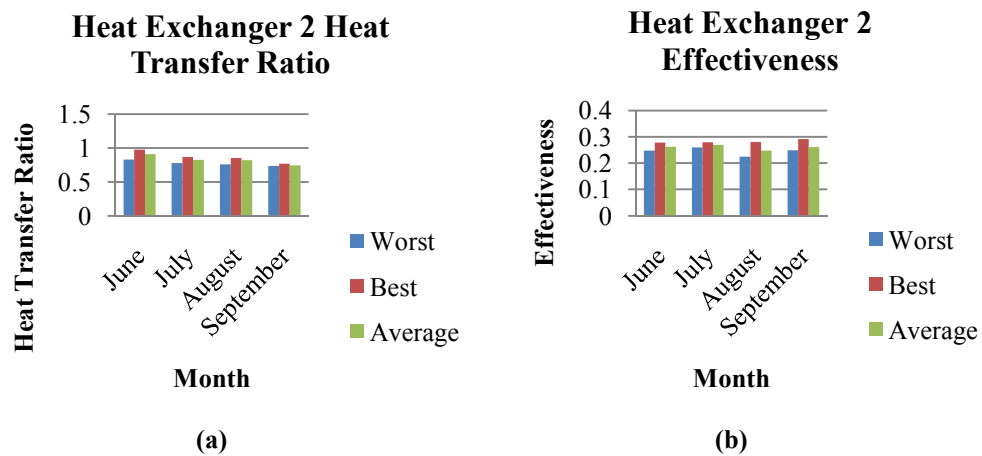 Heat Exchanger 2 Heat
Transfer Ratio
Heat Transfer Ratio
1.5
1
0.5
0
June
July
August
September
Worst
Best
Average
Month
(a)
Heat Exchanger 2
Effectiveness
Effectiveness
0.4
0.3
0.2
0.1
0
June
July
August
September
Worst
Best
Average
Month
(b)